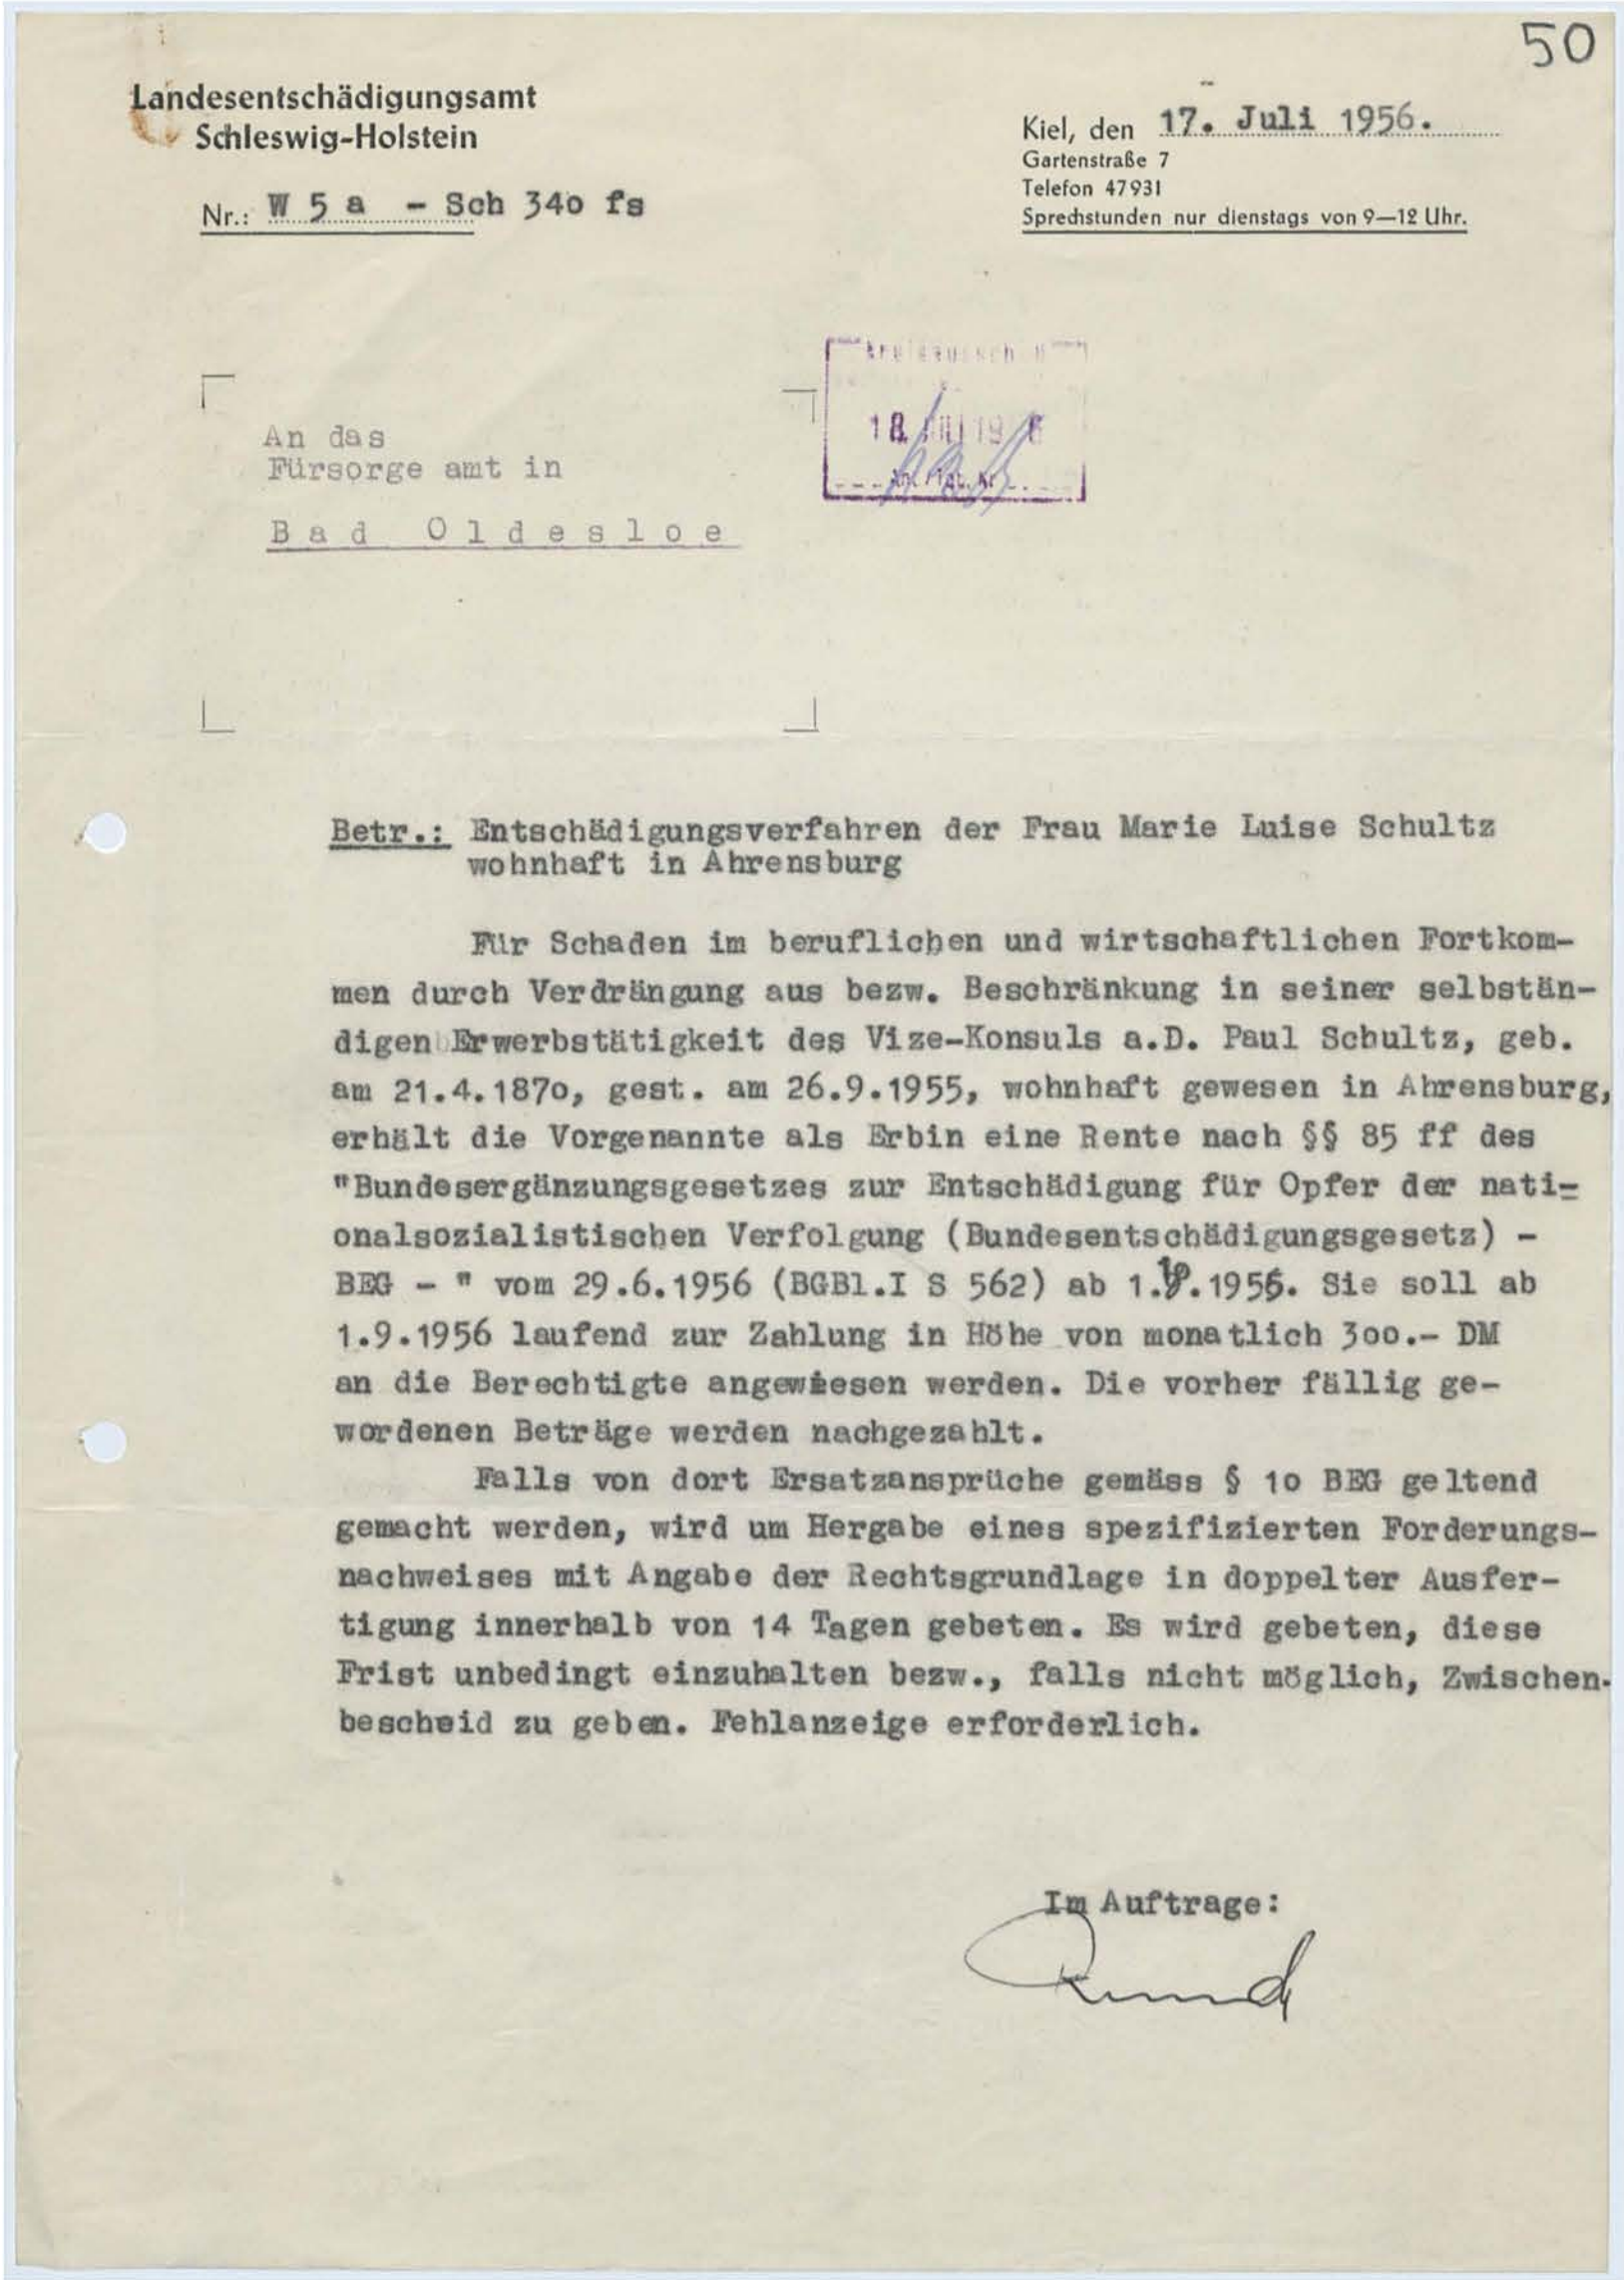 50
Landesentschädigungsamt
Schleswig-Holstein
Nr.: W 5 a - Sch 340 fs
Kiel, den 17. Juli 1956.
Gartenstraße 7
Telefon 47931
Sprechstunden nur dienstags von 9—12 Uhr.
An das
Fürsorge amt in
Bad Oldesloe
Betr.: Entschädigungsverfahren der Frau Marie Luise Schultz
wohnhaft in Ahrensburg
Für Schaden im beruflichen und wirtschaftlichen Fortkom-
men durch Verdrängung aus bezw. Beschränkung in seiner selbstän-
digen Erwerbstätigkeit des Vize-Konsuls a.D. Paul Schultz, geb.
am 21.4.1870, gest. am 26.9.1955, wohnhaft gewesen in Ahrensburg,
erhält die Vorgenannte als Erbin eine Rente nach §§ 85 ff des
"Bundesergänzungsgesetzes zur Entschädigung für Opfer der nati-
onalsozialistischen Verfolgung (Bundesentschädigungsgesetz) -
BEG - " vom 29.6.1956 (BGBl.I S 562) ab Sie soll ab
1.9.1956 laufend zur Zahlung in Höhe von monatlich 300.- DM
an die Berechtigte angewiesen werden. Die vorher fällig ge-
wordenen Beträge werden nachgezahlt.
Falls von dort Ersatzansprüche gemäss § 10 BEG geltend
gemacht werden, wird um Hergabe eines spezifizierten Forderungs-
nachweises mit Angabe der Rechtsgrundlage in doppelter Ausfer-
tigung innerhalb von 14 Tagen gebeten. Es wird gebeten, diese
Frist unbedingt einzuhalten bezw., falls nicht möglich, Zwischen-
bescheid zu geben. Fehlanzeige erforderlich.
Im Auftrage: